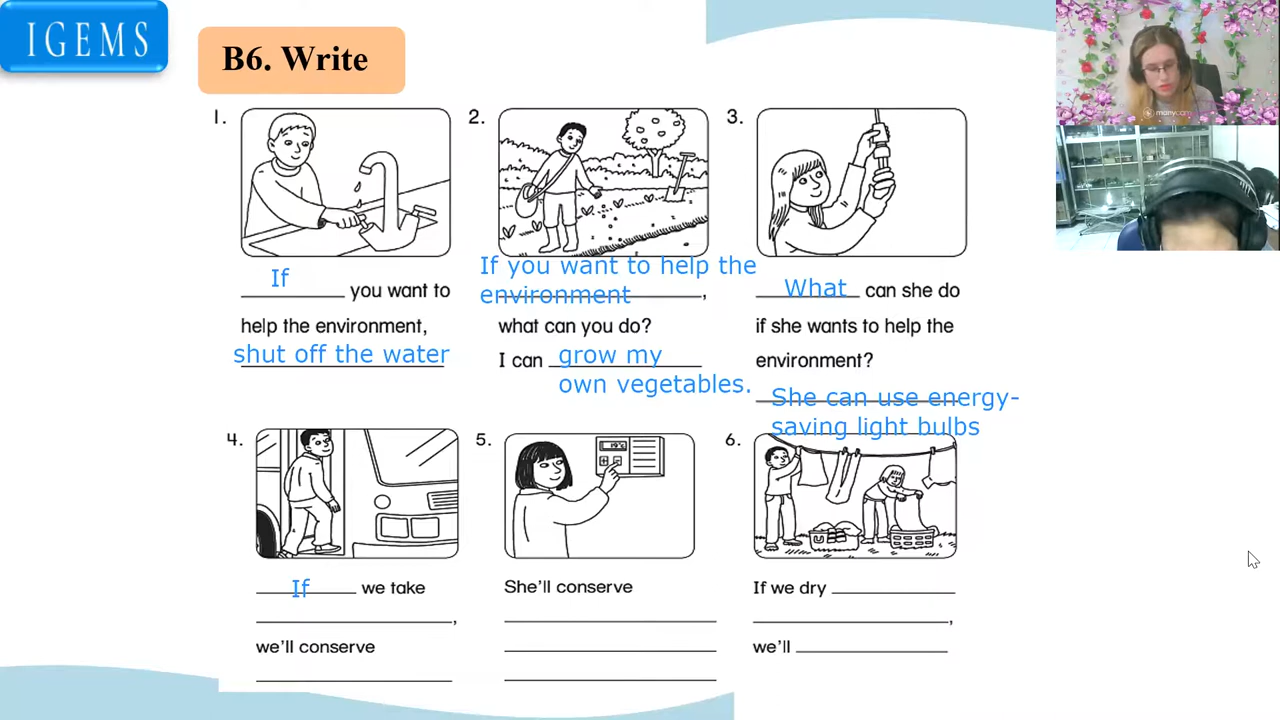 IGEMS
B6. Write
manycam
1.
If
you want to
help the environment,
shut off the water
2.
If you want to help the
environment
,
what can you do?
I can grow my
own vegetables.
3.
What can she do
if she wants to help the
environment?
She can use energy-
saving light bulbs
4.
If we take
,
we'll conserve
5.
19°c
She'll conserve
6.
If we dry
,
we'll